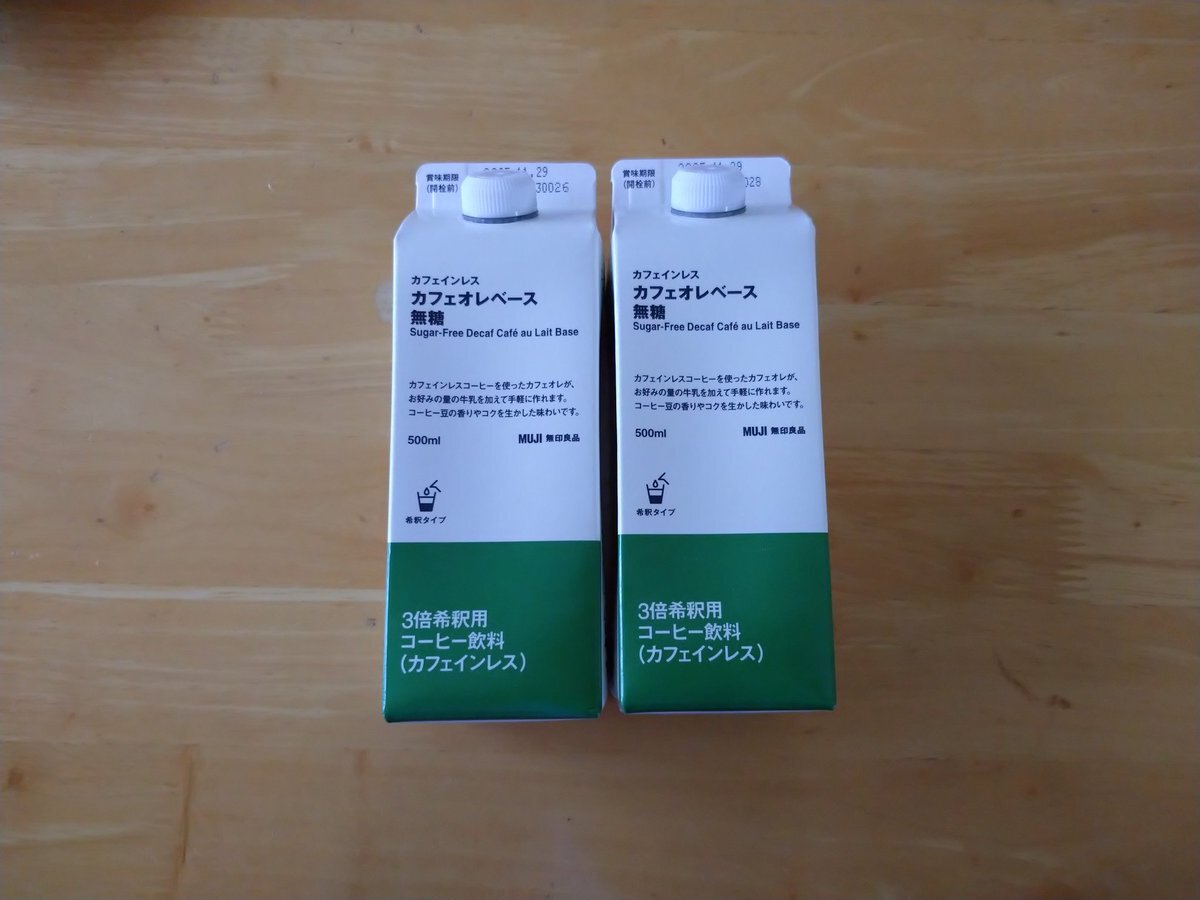 賞味期限
(開栓前)
11.29
30026
カフェインレス
カフェオレベース
無糖
Sugar-Free Decaf Café au Lait Base
カフェインレスコーヒーを使ったカフェオレが、
お好みの量の牛乳を加えて手軽に作れます。
コーヒー豆の香りやコクを生かした味わいです。
500ml
MUJI 無印良品
希釈タイプ
3倍希釈用
コーヒー飲料
(カフェインレス)
賞味期限
(開栓前)
028
カフェインレス
カフェオレベース
無糖
Sugar-Free Decaf Café au Lait Base
カフェインレスコーヒーを使ったカフェオレが、
お好みの量の牛乳を加えて手軽に作れます。
コーヒー豆の香りやコクを生かした味わいです。
500ml
MUJI 無印良品
希釈タイプ
3倍希釈用
コーヒー飲料
(カフェインレス)